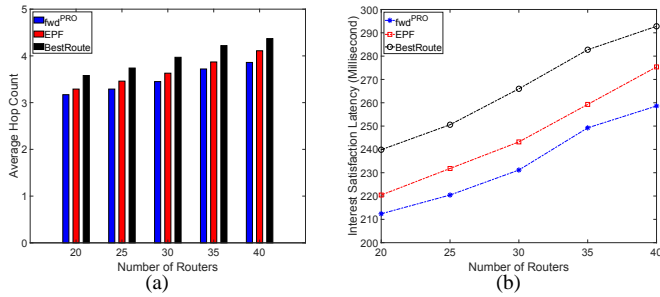 fwd^PRO
EPF
BestRoute
5
4
3
2
1
0
Average Hop Count
20 25 30 35 40
Number of Routers
(a)
fwd^PRO
EPF
BestRoute
300
290
280
270
260
250
240
230
220
210
200
Interest Satisfaction Latency (Millisecond)
20 25 30 35 40
Number of Routers
(b)